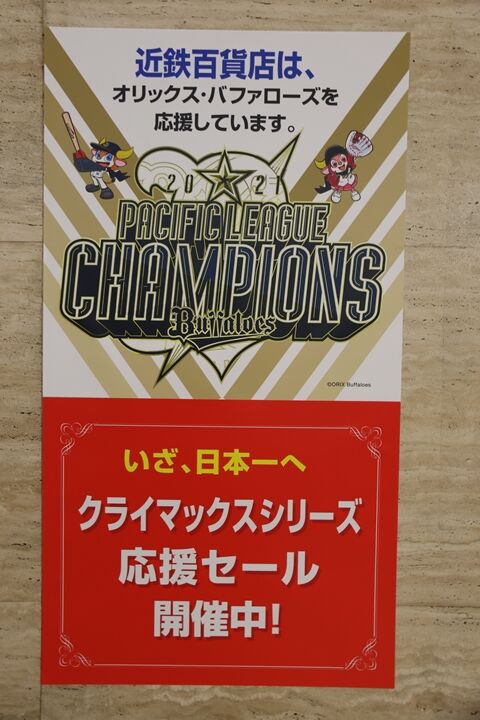 近鉄百貨店は、
オリックス・バファローズを
応援しています。
2021
PACIFIC LEAGUE
CHAMPIONS
Buffaloes
©ORIX Buffaloes
いざ、日本一へ
クライマックスシリーズ
応援セール
開催中!